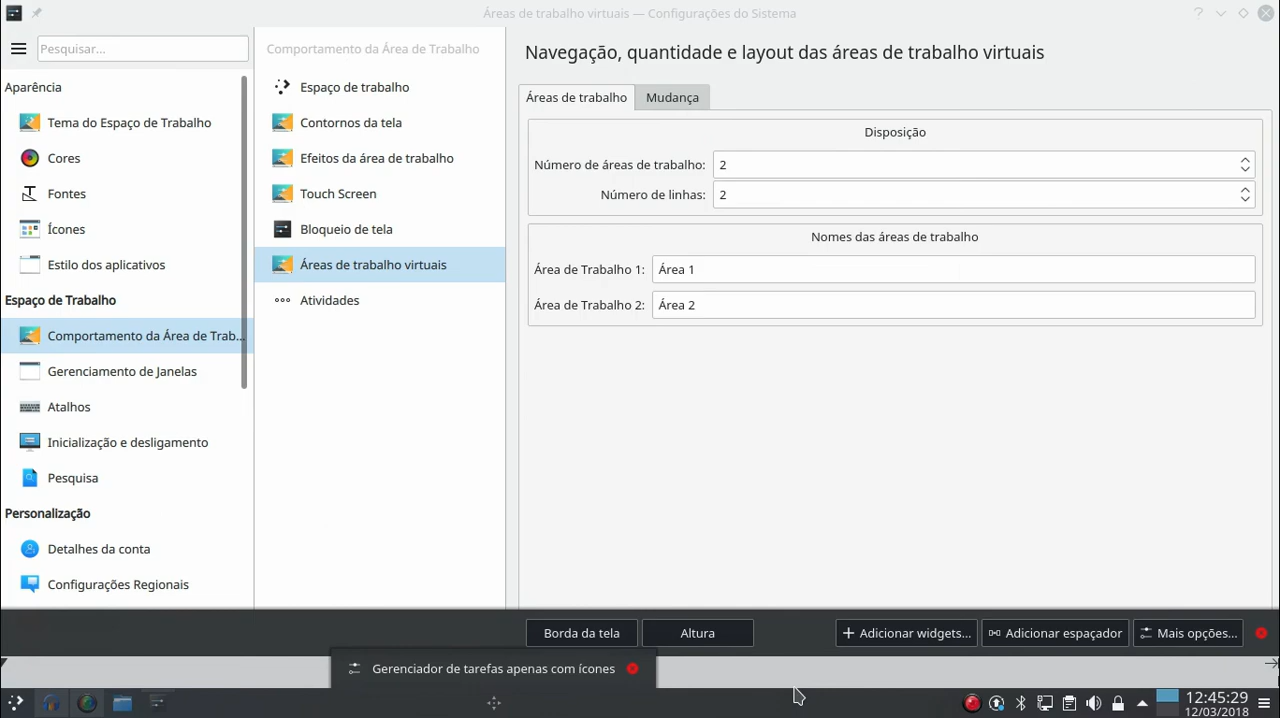 Áreas de trabalho virtuais — Configurações do Sistema
Pesquisar...
Aparência
Tema do Espaço de Trabalho
Cores
Fontes
Ícones
Estilo dos aplicativos
Espaço de Trabalho
Comportamento da Área de Trab...
Gerenciamento de Janelas
Atalhos
Inicialização e desligamento
Pesquisa
Personalização
Detalhes da conta
Configurações Regionais
Comportamento da Área de Trabalho
Espaço de trabalho
Contornos da tela
Efeitos da área de trabalho
Touch Screen
Bloqueio de tela
Áreas de trabalho virtuais
Atividades
Navegação, quantidade e layout das áreas de trabalho virtuais
Áreas de trabalho
Mudança
Disposição
Número de áreas de trabalho: 2
Número de linhas: 2
Nomes das áreas de trabalho
Área de Trabalho 1: Área 1
Área de Trabalho 2: Área 2
Borda da tela
Altura
Adicionar widgets...
Adicionar espaçador
Mais opções...
Gerenciador de tarefas apenas com ícones
12:45:29
12/03/2018